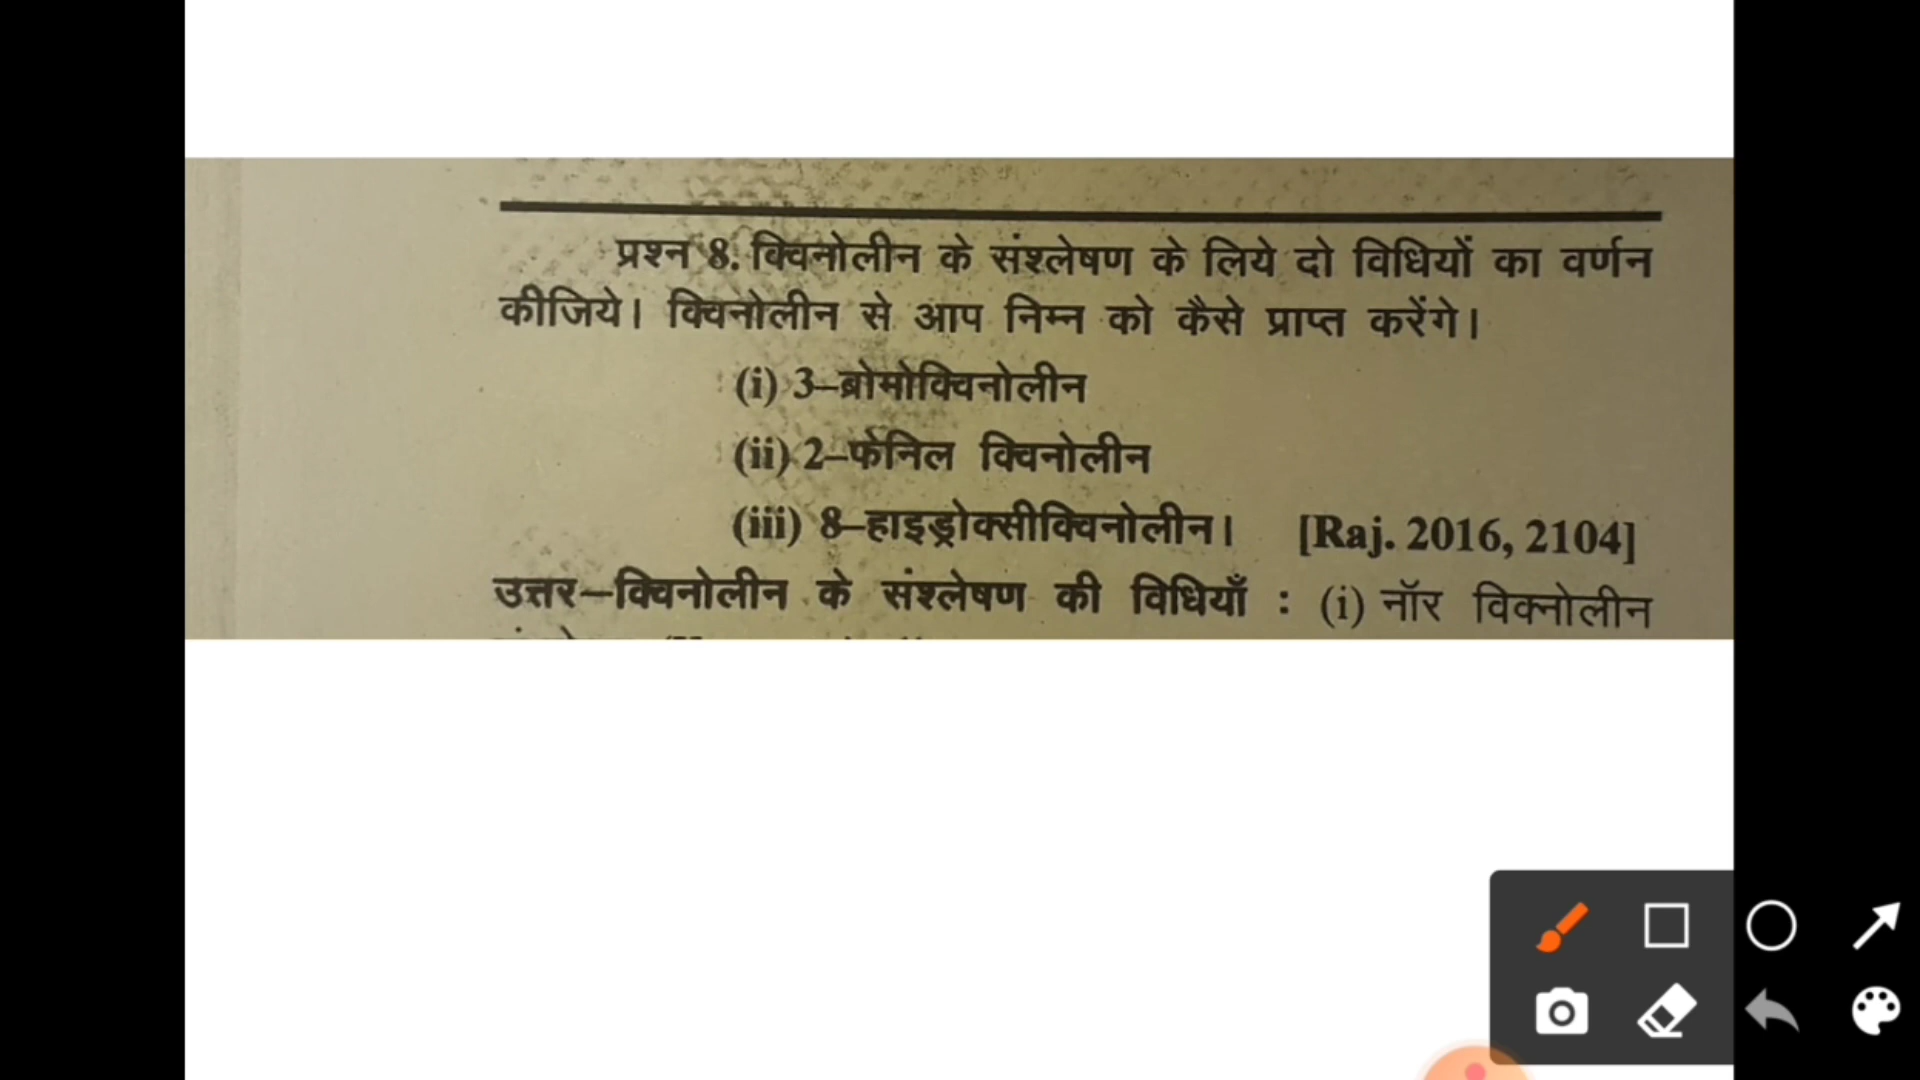 प्रश्न 8. क्विनोलीन के संश्लेषण के लिये दो विधियों का वर्णन
कीजिये। क्विनोलीन से आप निम्न को कैसे प्राप्त करेंगे।
(i) 3–ब्रोमोक्विनोलीन
(ii) 2–फेनिल क्विनोलीन
(iii) 8–हाइड्रोक्सीक्विनोलीन। [Raj. 2016, 2104]
उत्तर–क्विनोलीन के संश्लेषण की विधियाँ : (i) नॉर विक्नोलीन